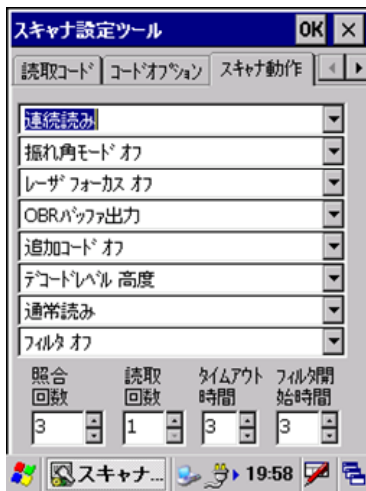 スキャナ設定ツール OK ×
読取コード コードオプション スキャナ動作
連続読み
振れ角モード オフ
レーザ フォーカス オフ
OBRバッファ出力
追加コード オフ
デコードレベル 高度
通常読み
フィルタ オフ
照合 読取 タイムアウト フィルタ開
回数 回数 時間 始時間
3 1 3 3
スキャナ... 19:58